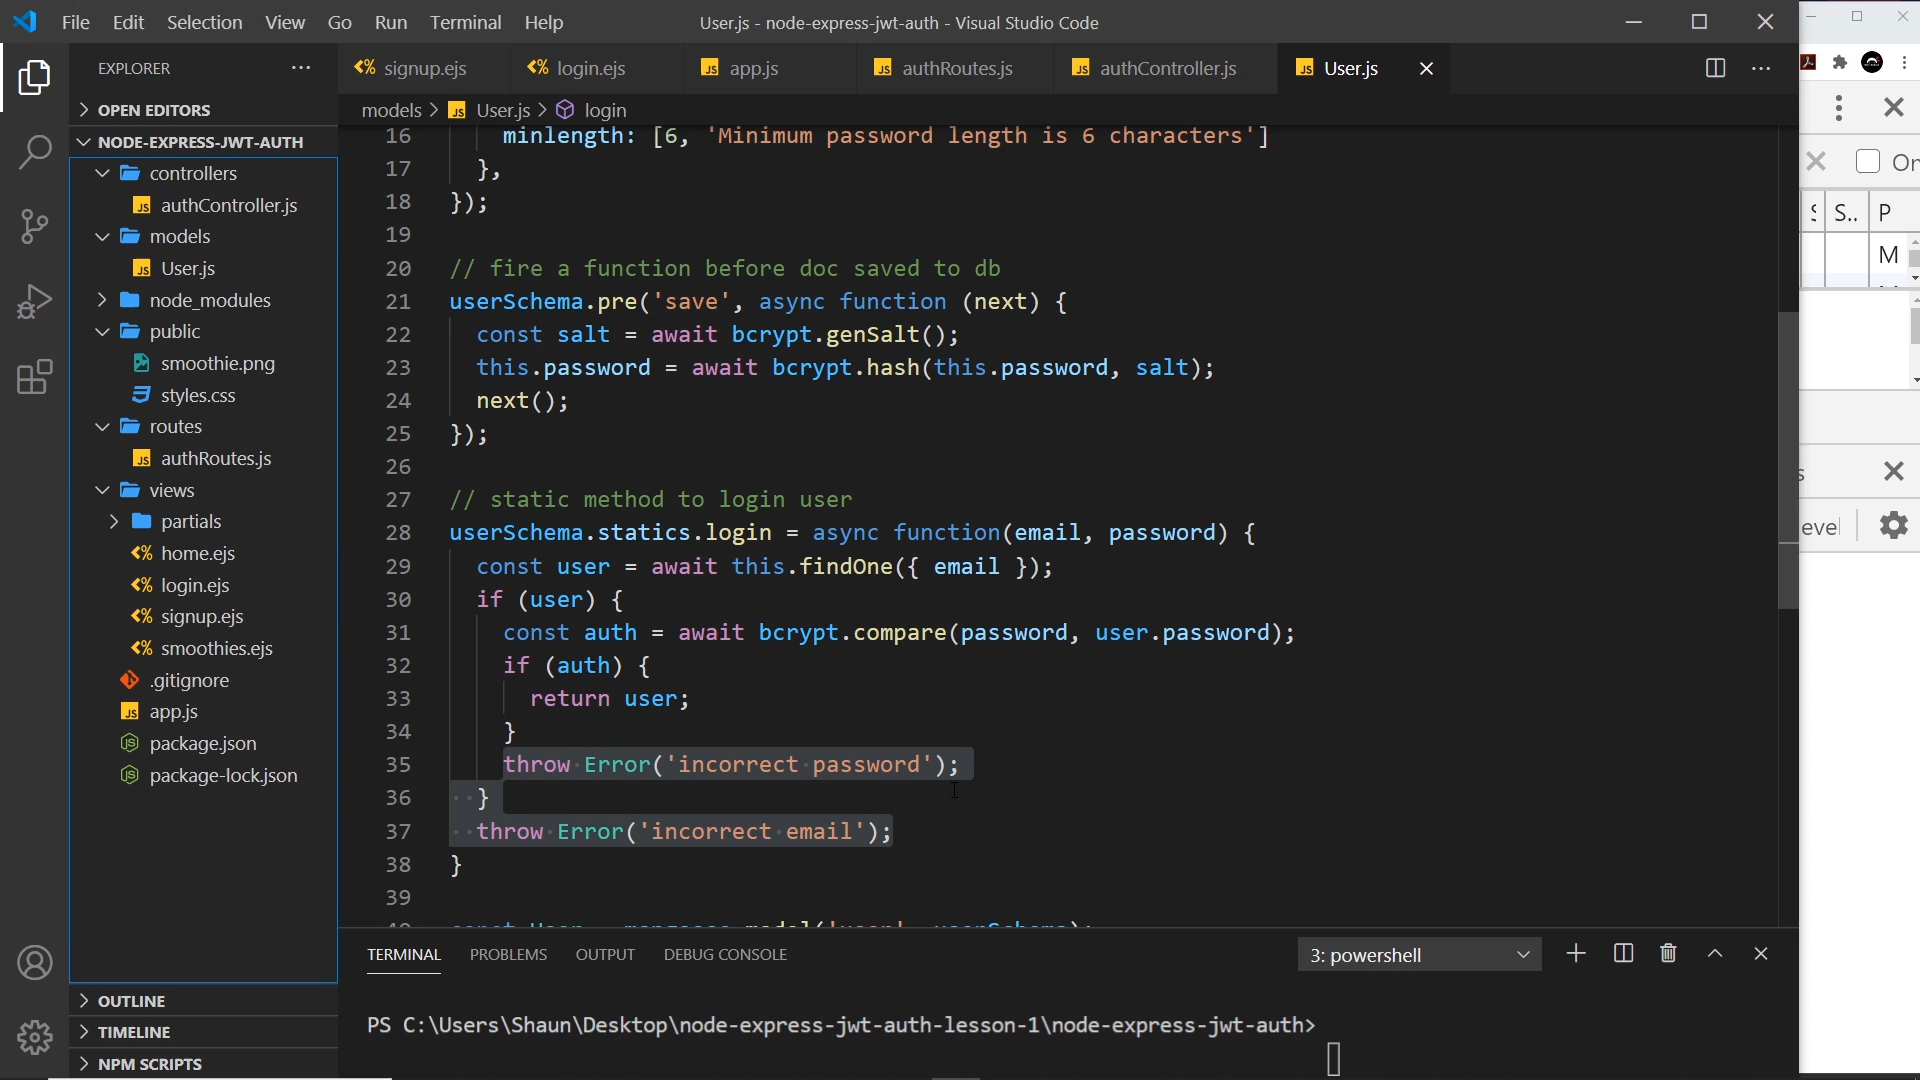 File Edit Selection View Go Run Terminal Help
User.js - node-express-jwt-auth - Visual Studio Code
EXPLORER
signup.ejs
login.ejs
app.js
authRoutes.js
authController.js
User.js
OPEN EDITORS
models > User.js > login
NODE-EXPRESS-JWT-AUTH
controllers
authController.js
models
User.js
node_modules
public
smoothie.png
styles.css
routes
authRoutes.js
views
partials
home.ejs
login.ejs
signup.ejs
smoothies.ejs
.gitignore
app.js
package.json
package-lock.json
OUTLINE
TIMELINE
NPM SCRIPTS
16 minlength: [6, 'Minimum password length is 6 characters']
17 },
18 });
19
20 // fire a function before doc saved to db
21 userSchema.pre('save', async function (next) {
22 const salt = await bcrypt.genSalt();
23 this.password = await bcrypt.hash(this.password, salt);
24 next();
25 });
26
27 // static method to login user
28 userSchema.statics.login = async function(email, password) {
29 const user = await this.findOne({ email });
30 if (user) {
31 const auth = await bcrypt.compare(password, user.password);
32 if (auth) {
33 return user;
34 }
35 throw Error('incorrect password');
36 }
37 throw Error('incorrect email');
38 }
39
TERMINAL PROBLEMS OUTPUT DEBUG CONSOLE
3: powershell
PS C:\Users\Shaun\Desktop\node-express-jwt-auth-lesson-1\node-express-jwt-auth>
S..
P
M